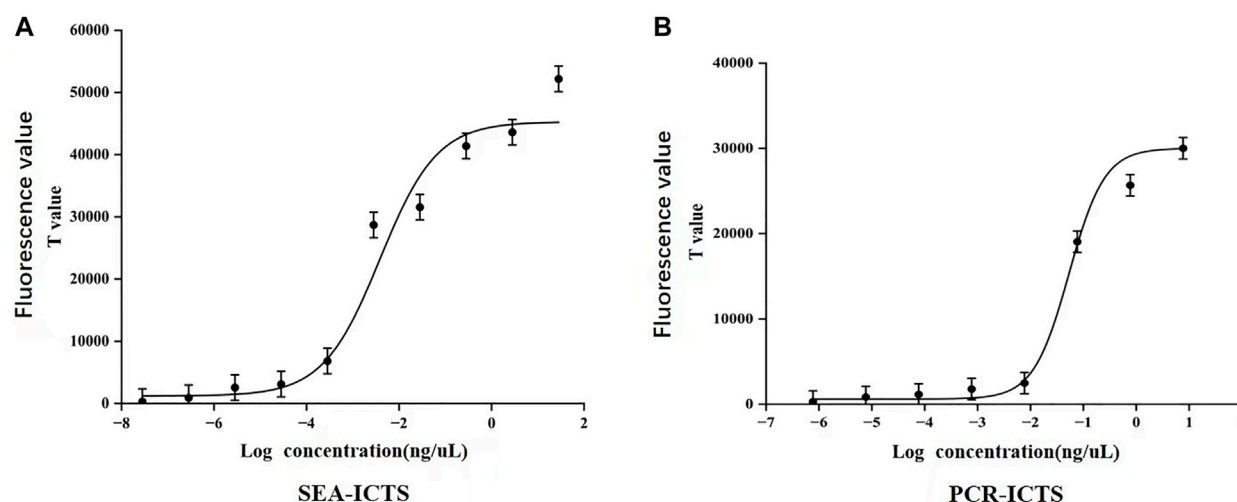 A
60000
50000
40000
30000
20000
10000
0
Fluorescence value
T value
−8 −6 −4 −2 0 2
Log concentration(ng/uL)
SEA-ICTS
B
40000
30000
20000
10000
0
Fluorescence value
T value
−7 −6 −5 −4 −3 −2 −1 0 1
Log concentration(ng/uL)
PCR-ICTS